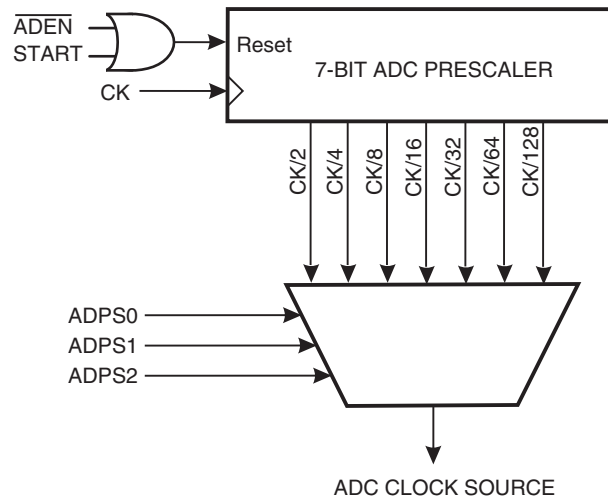 ADEN
START
Reset
7-BIT ADC PRESCALER
CK
CK/2
CK/4
CK/8
CK/16
CK/32
CK/64
CK/128
ADPS0
ADPS1
ADPS2
ADC CLOCK SOURCE